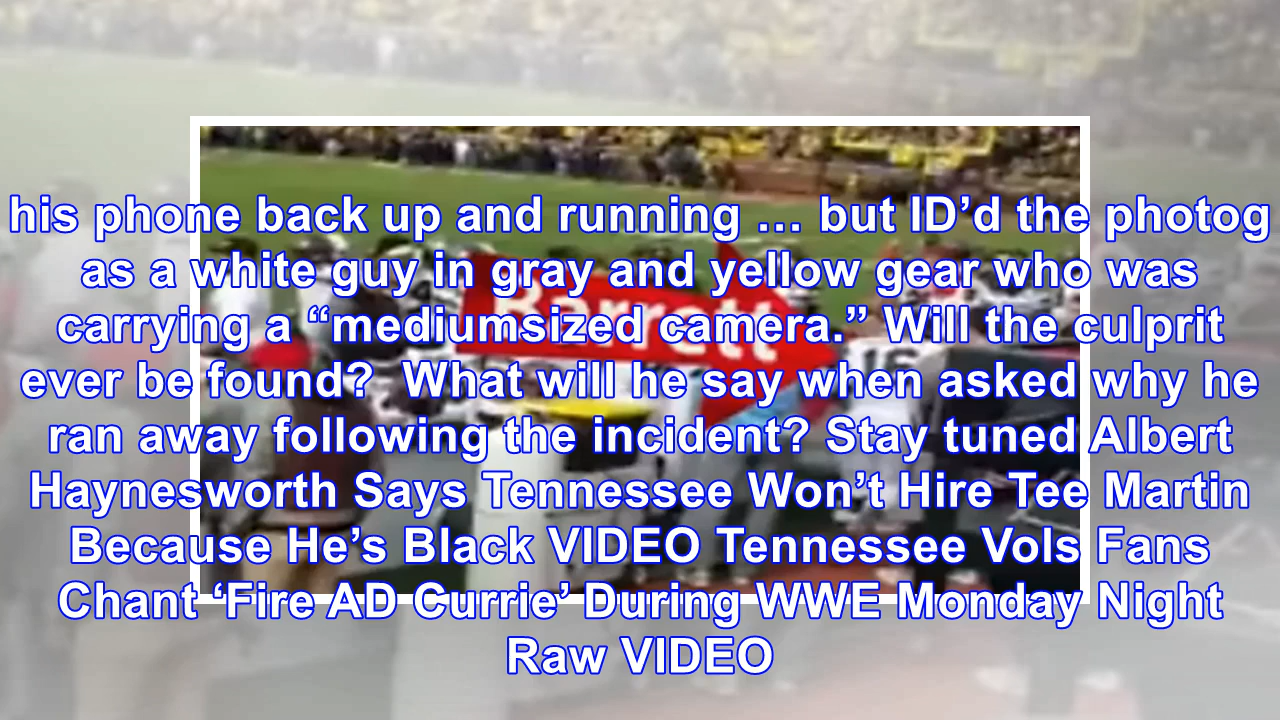 his phone back up and running … but ID’d the photog
as a white guy in gray and yellow gear who was
carrying a “mediumsized camera.” Will the culprit
ever be found?  What will he say when asked why he
ran away following the incident? Stay tuned Albert
Haynesworth Says Tennessee Won’t Hire Tee Martin
Because He’s Black VIDEO Tennessee Vols Fans
Chant ‘Fire AD Currie’ During WWE Monday Night
Raw VIDEO
Barrett
16